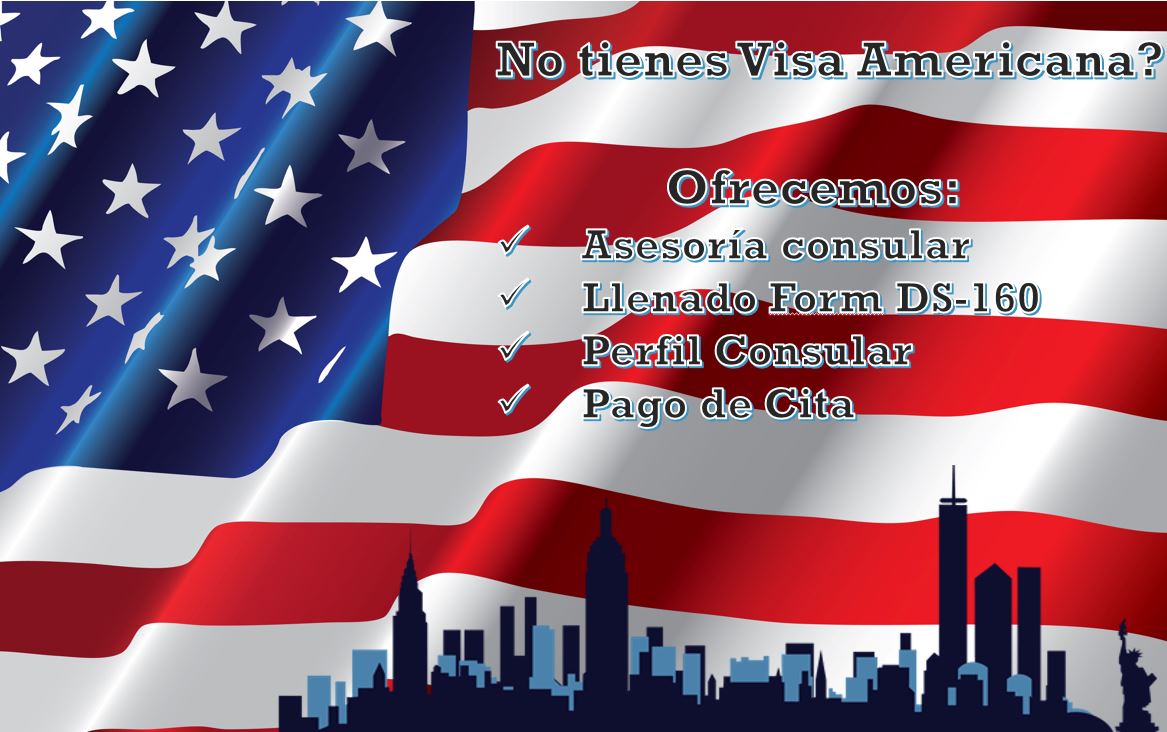 No tienes Visa Americana?
Ofrecemos:
✓ Asesoría consular
✓ Llenado Form DS-160
✓ Perfil Consular
✓ Pago de Cita